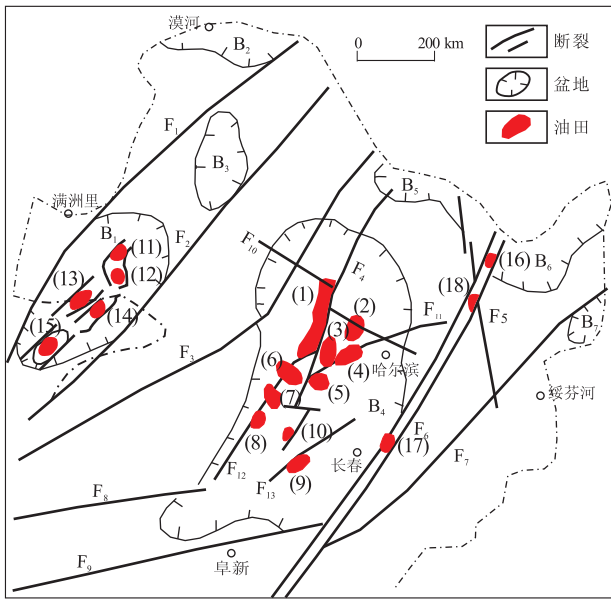 漠河
B2
0 200 km
断裂
盆地
油田
F1
B3
B5
满洲里
B1
F2
(11)
(12)
(13)
(14)
(15)
F10
F4
(16)
B6
(18)
(1)
(2)
(3)
F11
F5
B7
F3
(4)
哈尔滨
(6)
(5)
绥芬河
(7)
B4
(8)
(10)
F6
(17)
长春
F7
F12
(9)
F13
F8
阜新
F9